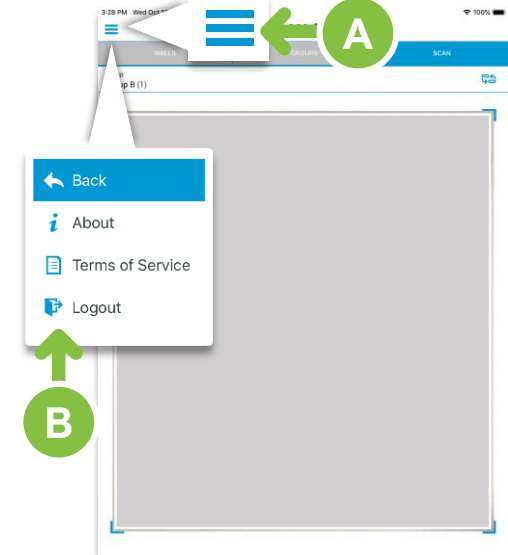 3:28 PM Wed Oct
100%
A
WALLS GROUPS SCAN
p B (1)
Back
About
Terms of Service
Logout
B